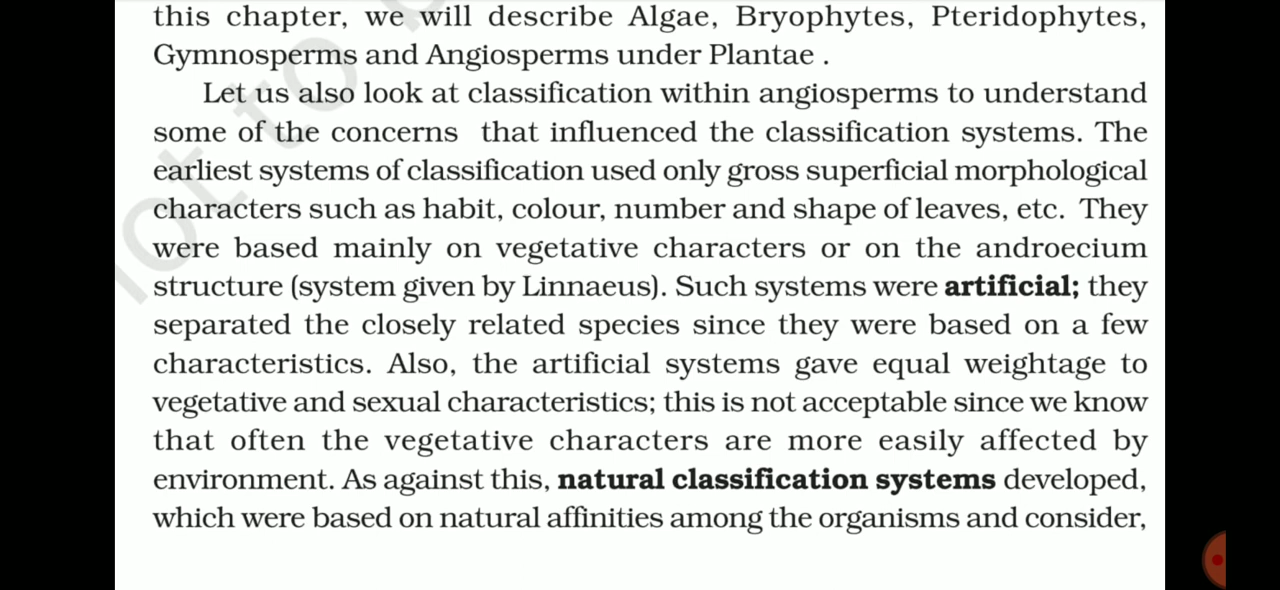 this chapter, we will describe Algae, Bryophytes, Pteridophytes,
Gymnosperms and Angiosperms under Plantae .
Let us also look at classification within angiosperms to understand
some of the concerns that influenced the classification systems. The
earliest systems of classification used only gross superficial morphological
characters such as habit, colour, number and shape of leaves, etc. They
were based mainly on vegetative characters or on the androecium
structure (system given by Linnaeus). Such systems were artificial; they
separated the closely related species since they were based on a few
characteristics. Also, the artificial systems gave equal weightage to
vegetative and sexual characteristics; this is not acceptable since we know
that often the vegetative characters are more easily affected by
environment. As against this, natural classification systems developed,
which were based on natural affinities among the organisms and consider,
not to